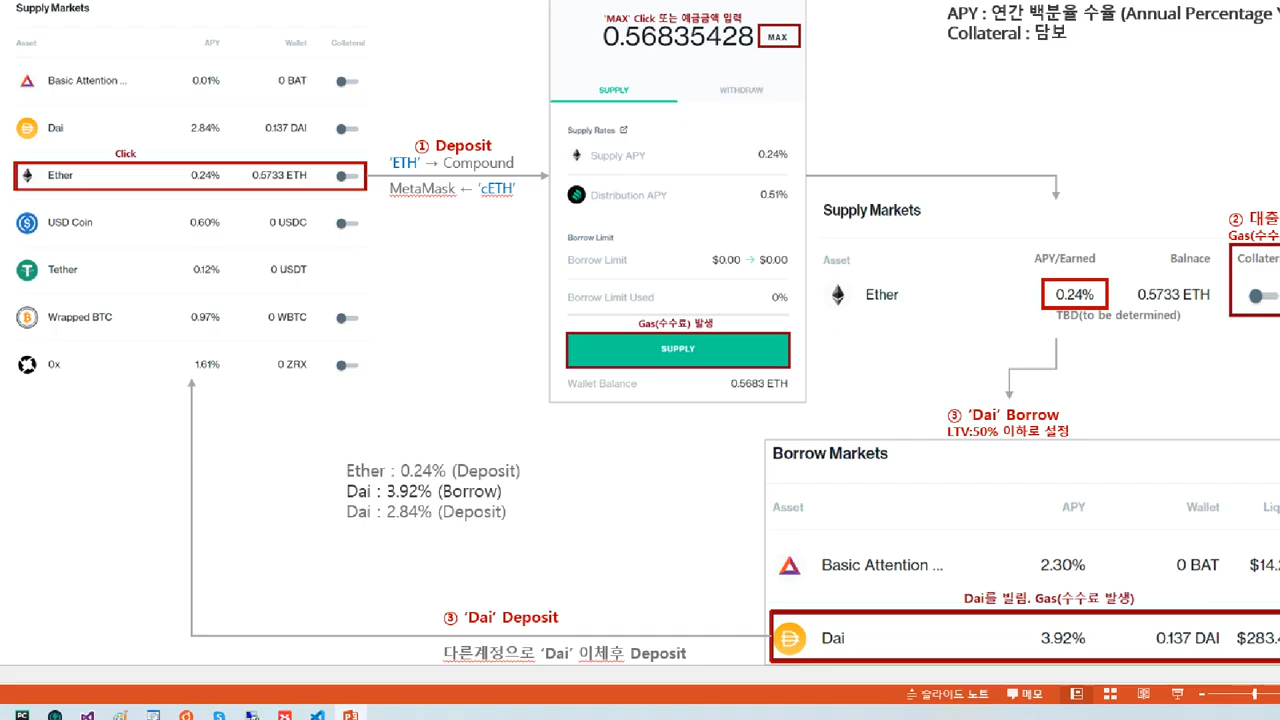 Supply Markets
Asset APY Wallet Collateral
Basic Attention ... 0.01% 0 BAT
Dai 2.84% 0.137 DAI
Click
Ether 0.24% 0.5733 ETH
USD Coin 0.60% 0 USDC
Tether 0.12% 0 USDT
Wrapped BTC 0.97% 0 WBTC
0x 1.61% 0 ZRX
① Deposit
'ETH' → Compound
MetaMask ← 'cETH'
'MAX' Click 또는 예금금액 입력
0.56835428 MAX
SUPPLY WITHDRAW
Supply Rates
Supply APY 0.24%
Distribution APY 0.51%
Borrow Limit
Borrow Limit $0.00 → $0.00
Borrow Limit Used 0%
Gas(수수료) 발생
SUPPLY
Wallet Balance 0.5683 ETH
APY : 연간 백분율 수율 (Annual Percentage
Collateral : 담보
Supply Markets
② 대출
Gas(수수
Asset APY/Earned Balnace Collater
Ether 0.24% 0.5733 ETH
TBD(to be determined)
③ 'Dai' Borrow
LTV:50% 이하로 설정
Borrow Markets
Asset APY Wallet Liq
Basic Attention ... 2.30% 0 BAT $14.2
Dai를 빌림. Gas(수수료 발생)
Dai 3.92% 0.137 DAI $283.4
Ether : 0.24% (Deposit)
Dai : 3.92% (Borrow)
Dai : 2.84% (Deposit)
③ 'Dai' Deposit
다른계정으로 'Dai' 이체후 Deposit
슬라이드 노트 메모